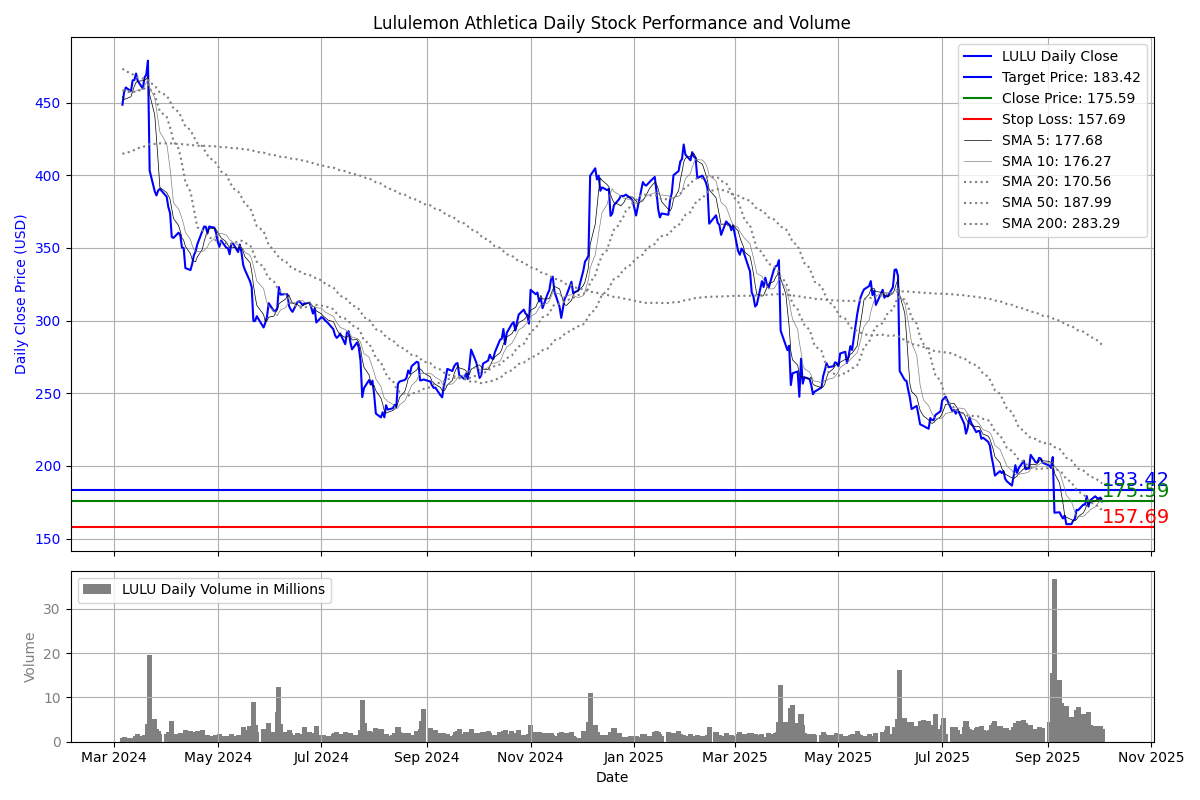 Lululemon Athletica Daily Stock Performance and Volume
Daily Close Price (USD)
450
400
350
300
250
200
150
LULU Daily Close
Target Price: 183.42
Close Price: 175.59
Stop Loss: 157.69
SMA 5: 177.68
SMA 10: 176.27
SMA 20: 170.56
SMA 50: 187.99
SMA 200: 283.29
183.42
175.59
157.69
LULU Daily Volume in Millions
Volume
30
20
10
0
Mar 2024 May 2024 Jul 2024 Sep 2024 Nov 2024 Jan 2025 Mar 2025 May 2025 Jul 2025 Sep 2025 Nov 2025
Date